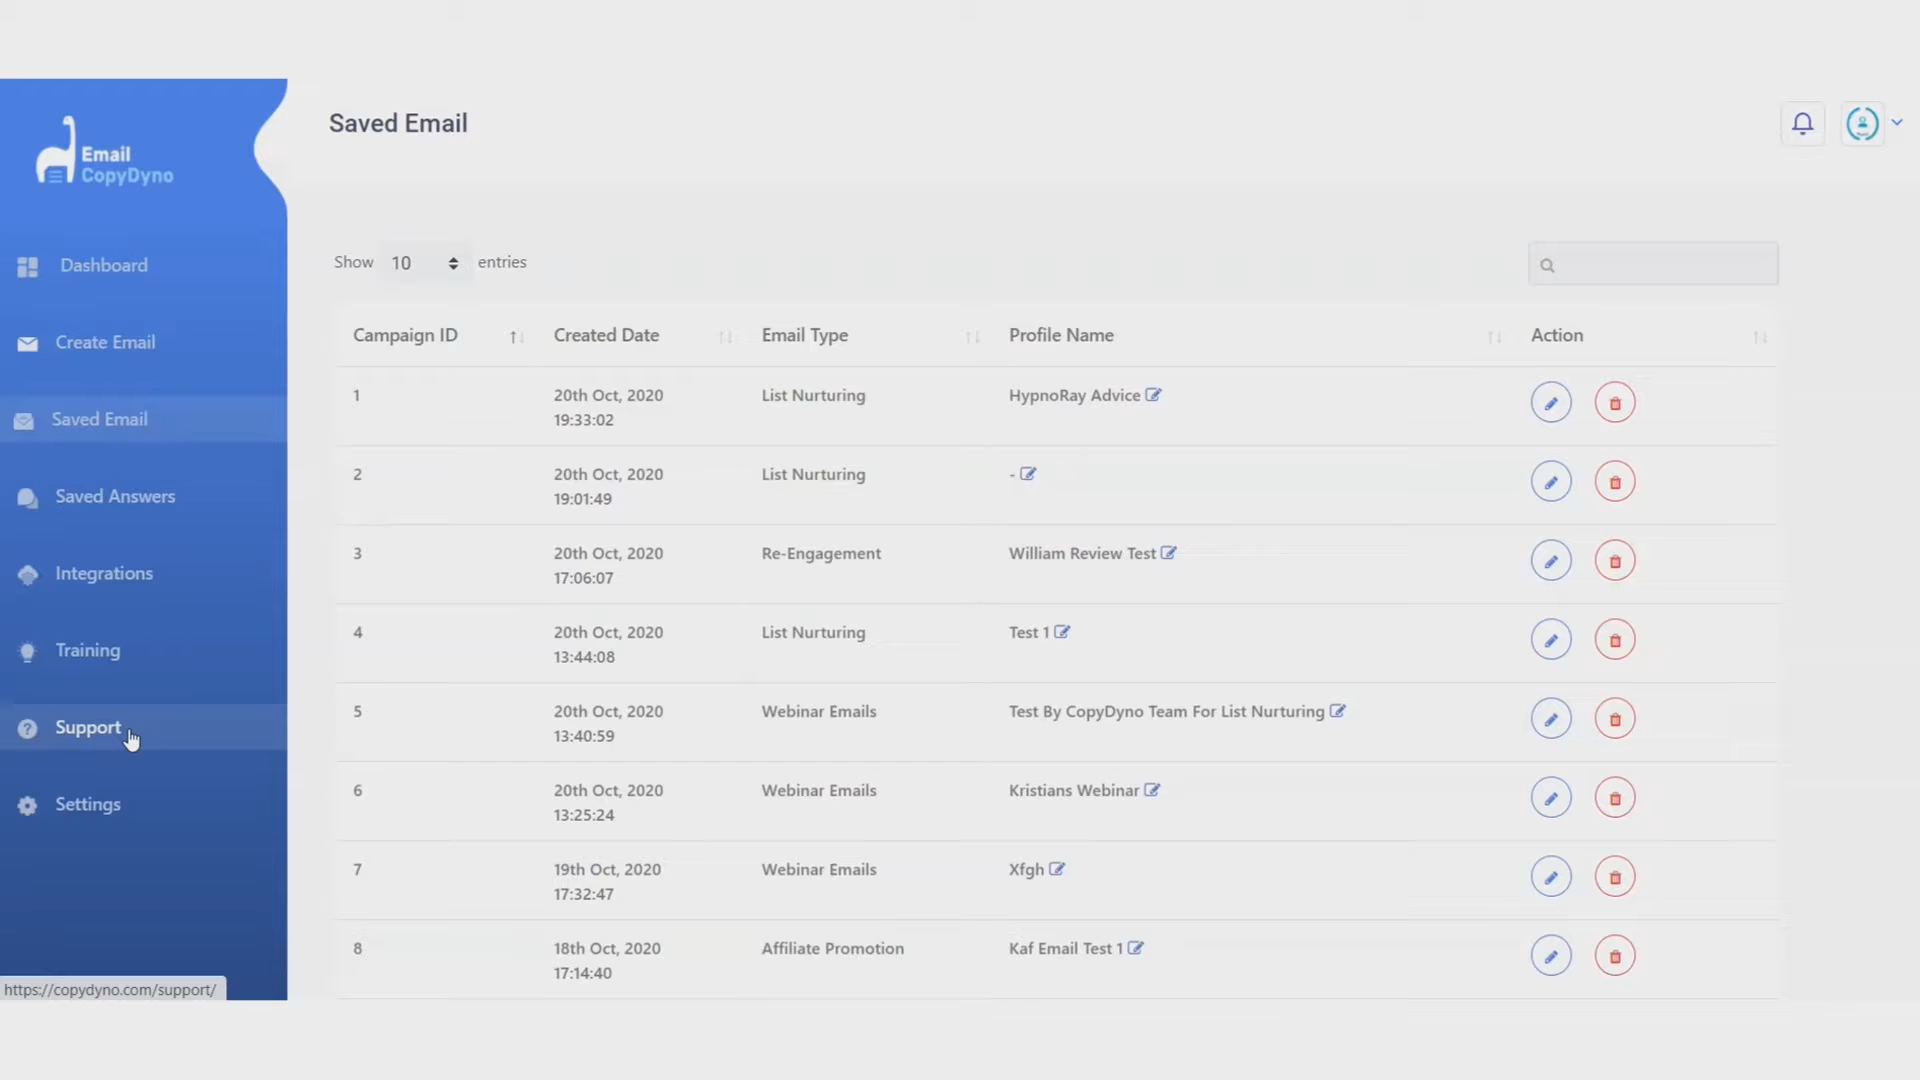 Email
CopyDyno
Saved Email
Dashboard
Create Email
Saved Email
Saved Answers
Integrations
Training
Support
Settings
https://copydyno.com/support/
Show 10 entries
Campaign ID Created Date Email Type Profile Name Action
1 20th Oct, 2020 List Nurturing HypnoRay Advice
19:33:02
2 20th Oct, 2020 List Nurturing -
19:01:49
3 20th Oct, 2020 Re-Engagement William Review Test
17:06:07
4 20th Oct, 2020 List Nurturing Test 1
13:44:08
5 20th Oct, 2020 Webinar Emails Test By CopyDyno Team For List Nurturing
13:40:59
6 20th Oct, 2020 Webinar Emails Kristians Webinar
13:25:24
7 19th Oct, 2020 Webinar Emails Xfgh
17:32:47
8 18th Oct, 2020 Affiliate Promotion Kaf Email Test 1
17:14:40